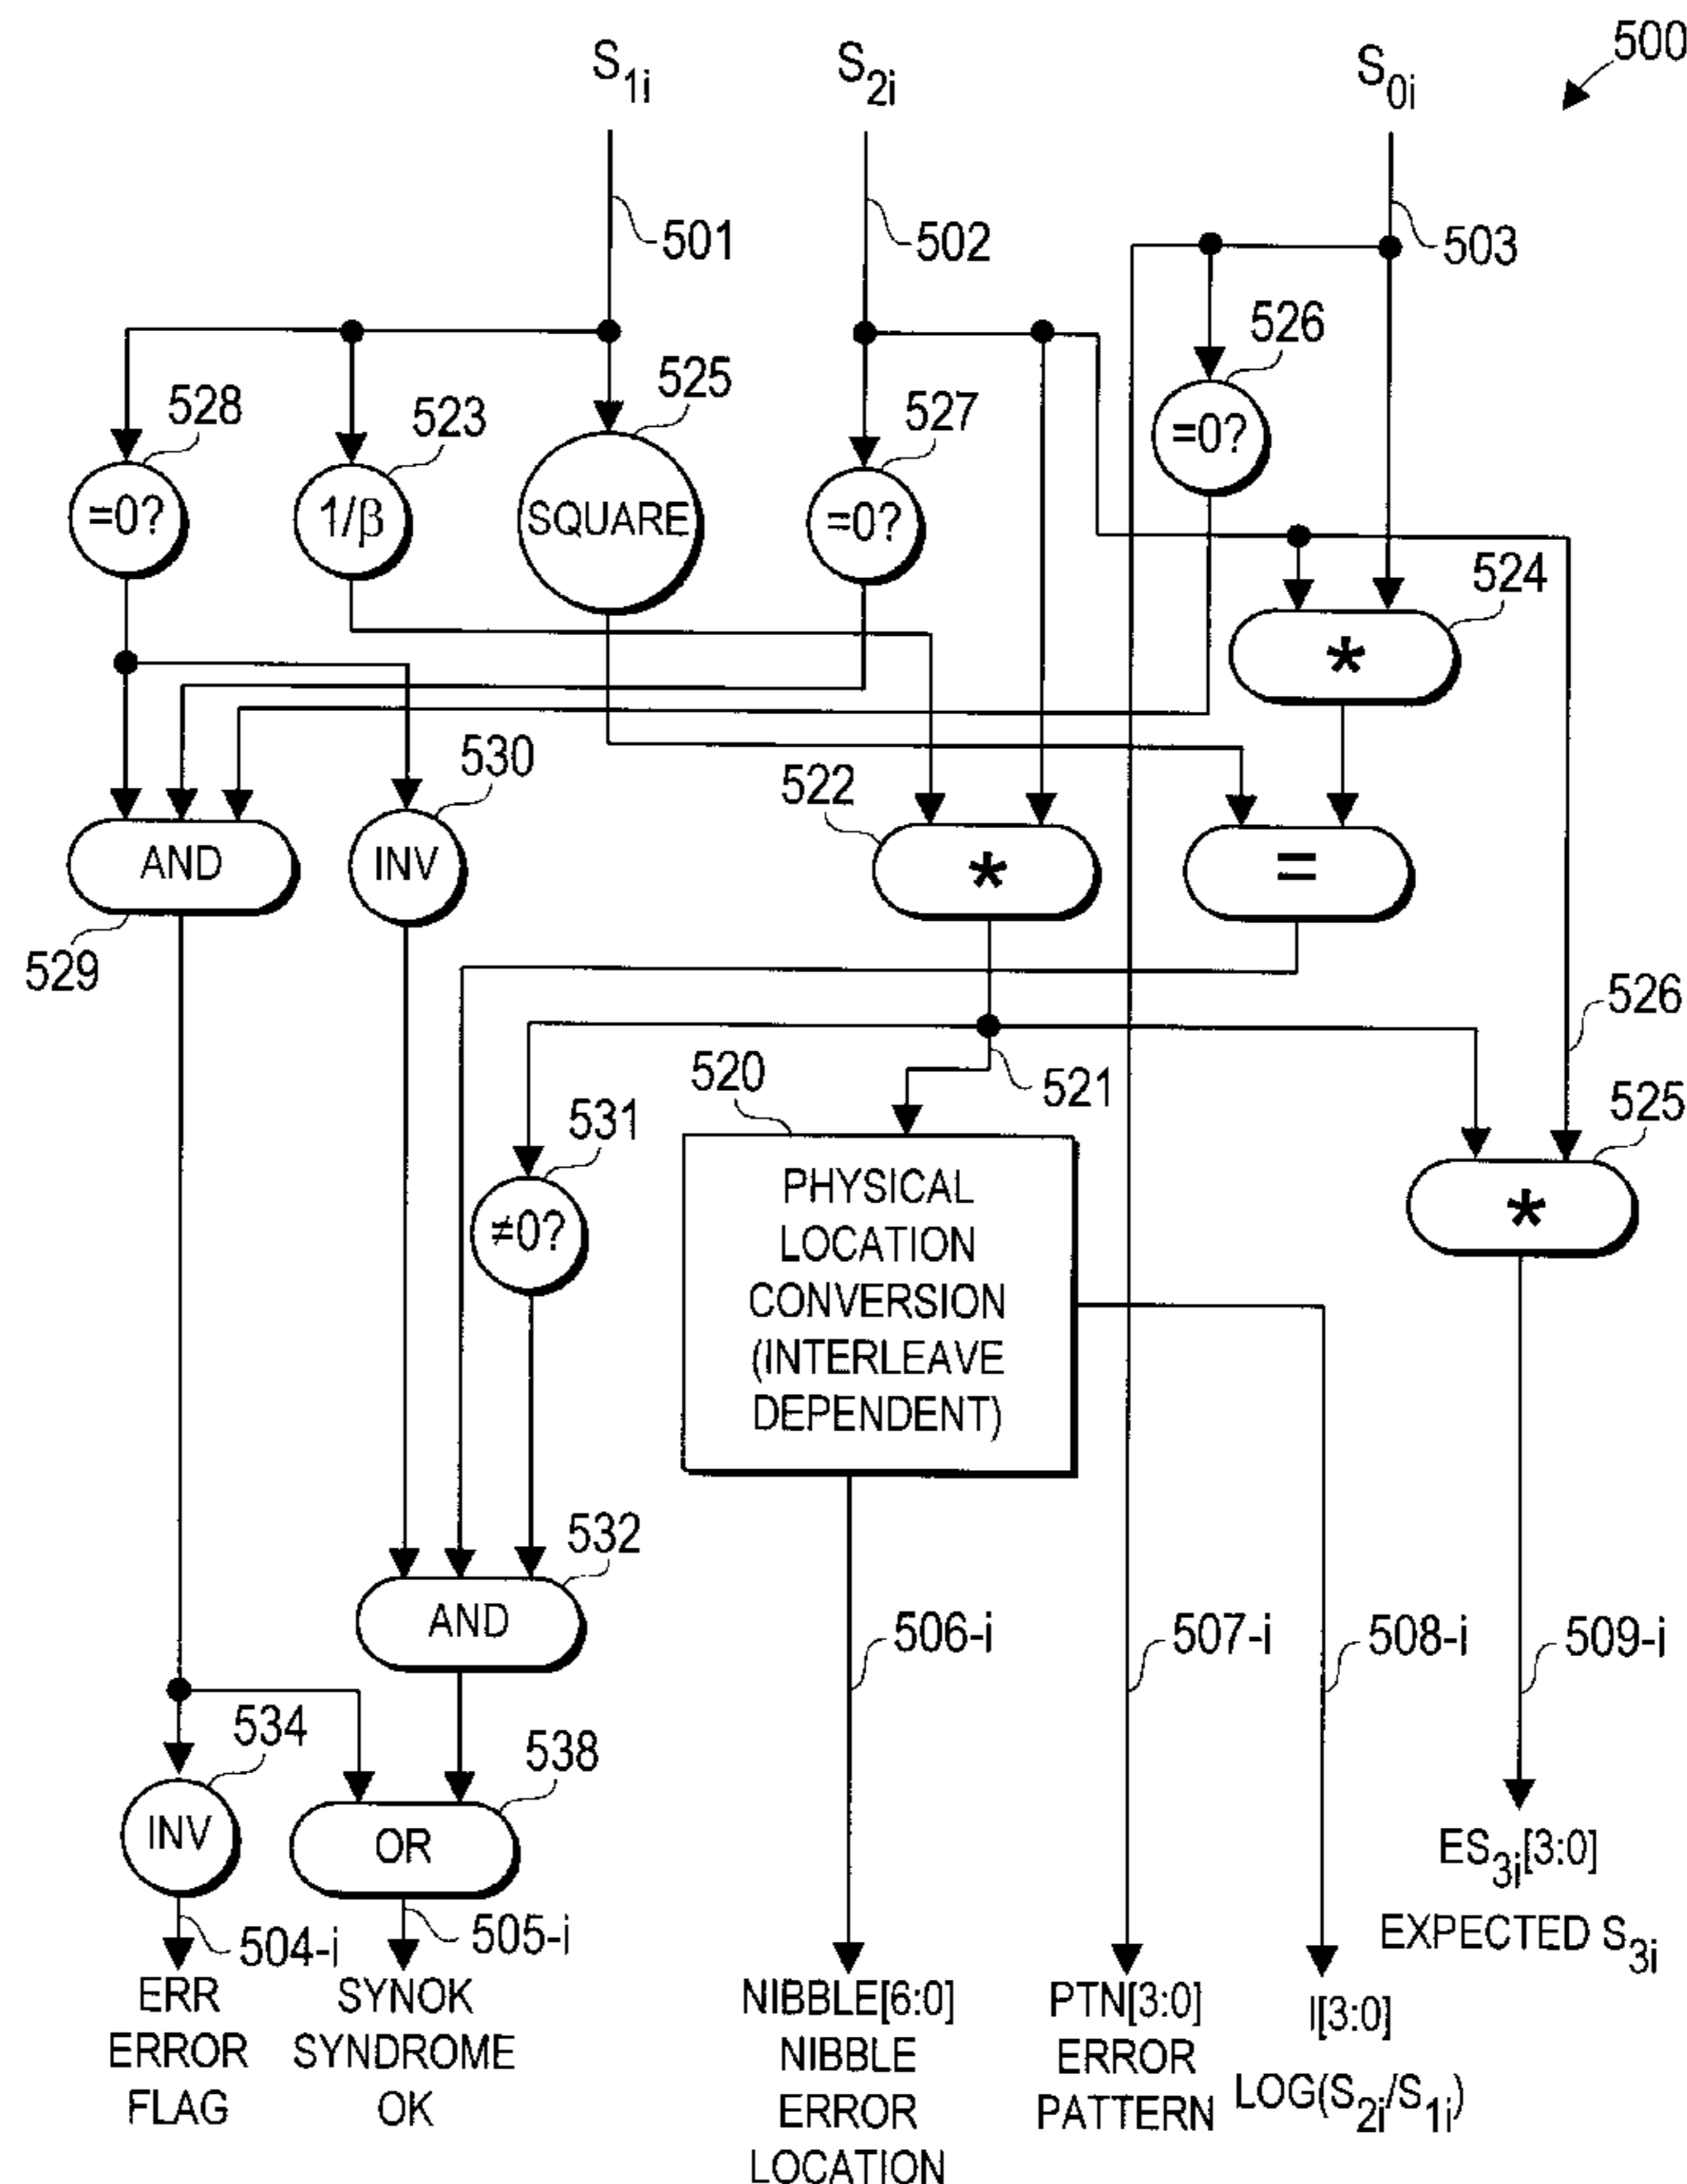 500
S1i
S2i
S0i
501
502
503
526
528
523
525
527
=0?
=0?
1/β
SQUARE
=0?
524
*
530
522
AND
INV
*
=
529
526
520
521
525
531
PHYSICAL
LOCATION
CONVERSION
(INTERLEAVE
DEPENDENT)
≠0?
*
532
AND
506-i
507-i
508-i
509-i
534
538
INV
OR
504-i
505-i
ERR
ERROR
FLAG
SYNOK
SYNDROME
OK
NIBBLE[6:0]
NIBBLE
ERROR
LOCATION
PTN[3:0]
ERROR
PATTERN
I[3:0]
LOG(S2i/S1i)
ES3i[3:0]
EXPECTED S3i